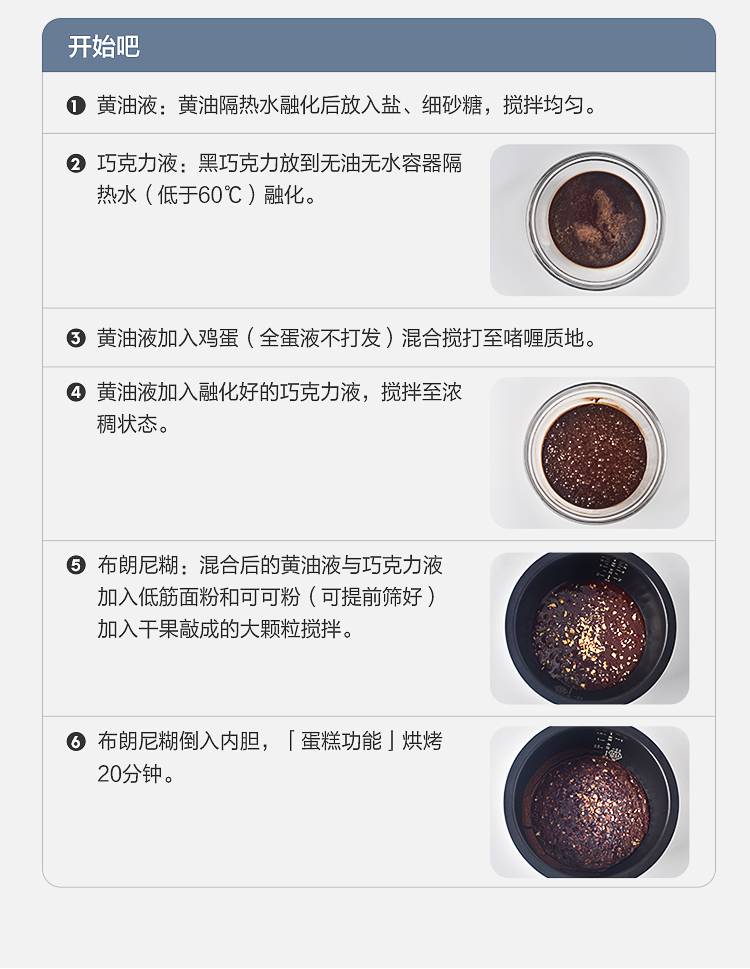 开始吧
1 黄油液：黄油隔热水融化后放入盐、细砂糖，搅拌均匀。
2 巧克力液：黑巧克力放到无油无水容器隔
热水（低于60℃）融化。
3 黄油液加入鸡蛋（全蛋液不打发）混合搅打至啫喱质地。
4 黄油液加入融化好的巧克力液，搅拌至浓
稠状态。
5 布朗尼糊：混合后的黄油液与巧克力液
加入低筋面粉和可可粉（可提前筛好）
加入干果敲成的大颗粒搅拌。
6 布朗尼糊倒入内胆，「蛋糕功能」烘烤
20分钟。